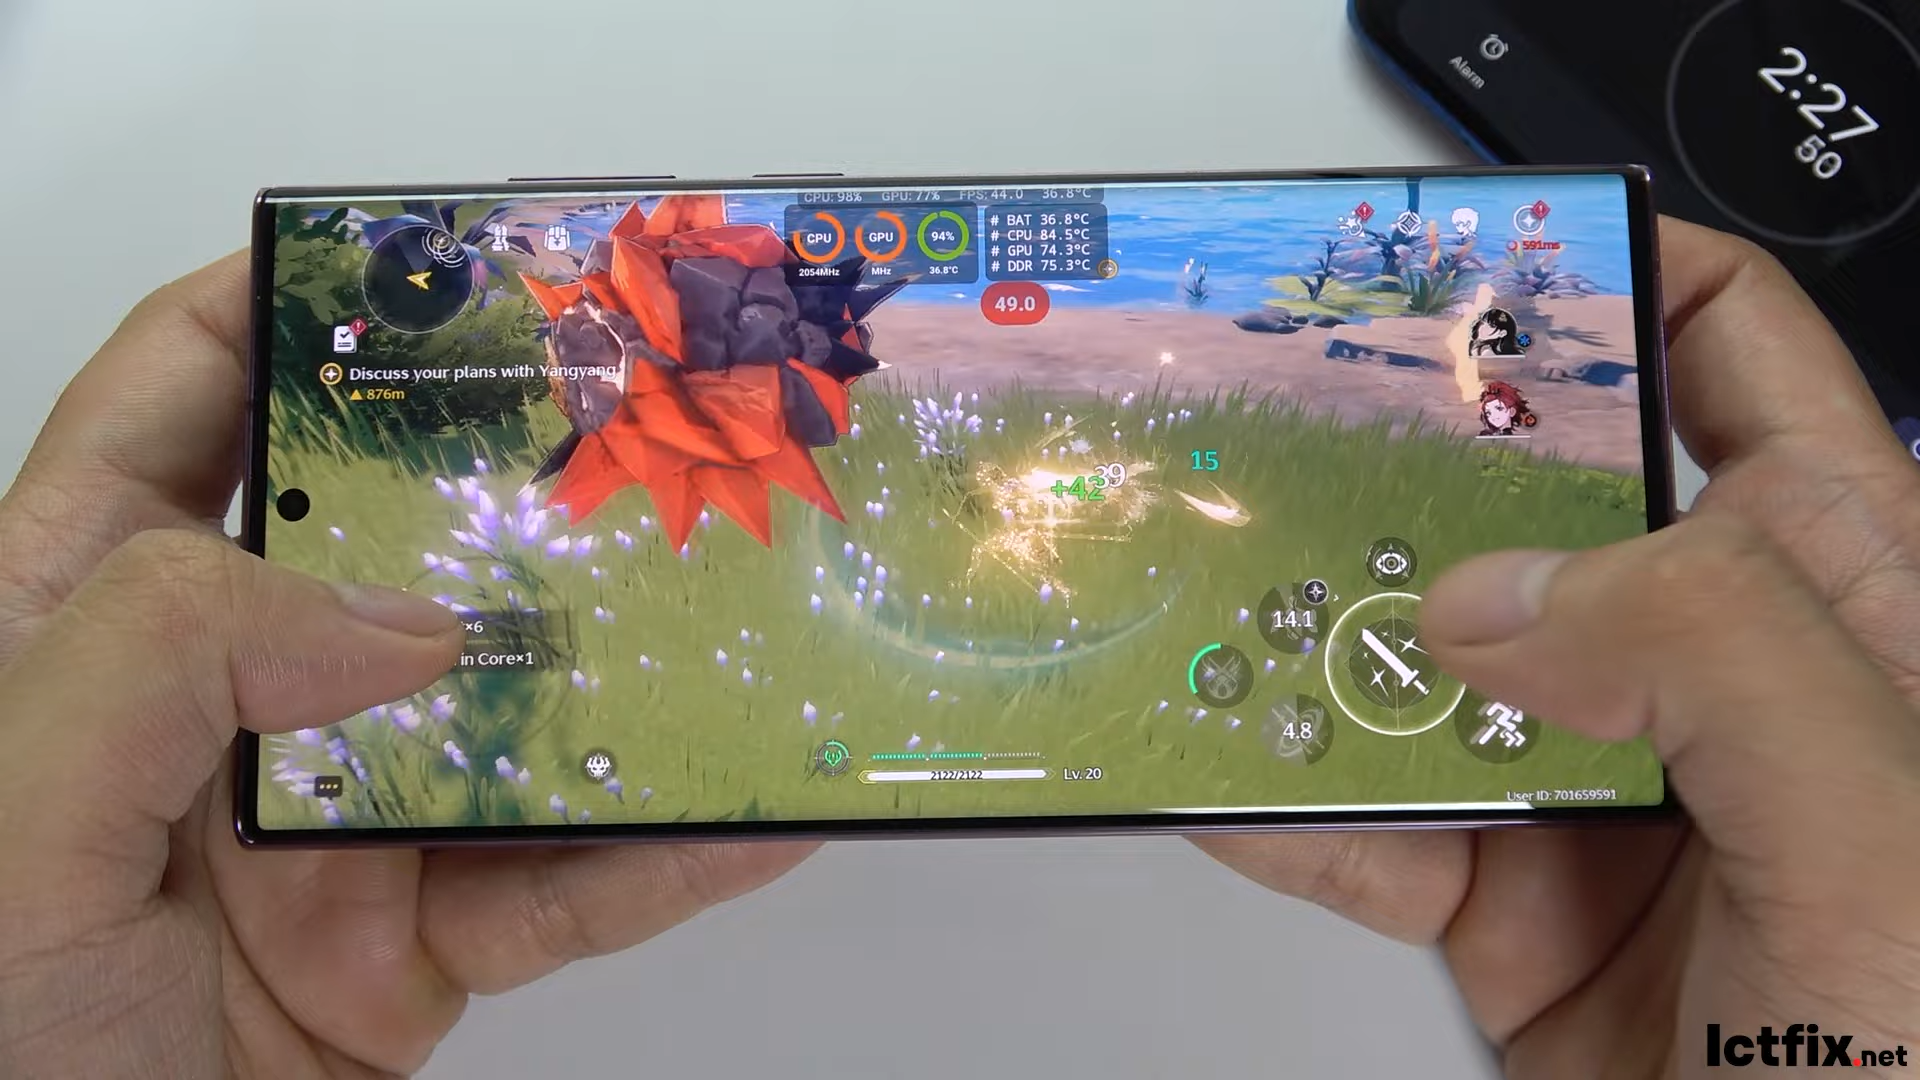 Alarm
2:27
50
CPU: 98% GPU: 77% FPS: 44.0 36.8°C
CPU
GPU
94%
2054MHz
MHz
36.8°C
# BAT 36.8°C
# CPU 84.5°C
# GPU 74.3°C
# DDR 75.3°C
49.0
591ms
Discuss your plans with Yangyang
876m
+42
39
15
×6
in Core×1
14.1
4.8
2122/2122
Lv. 20
User ID: 701659591
Ictfix.net